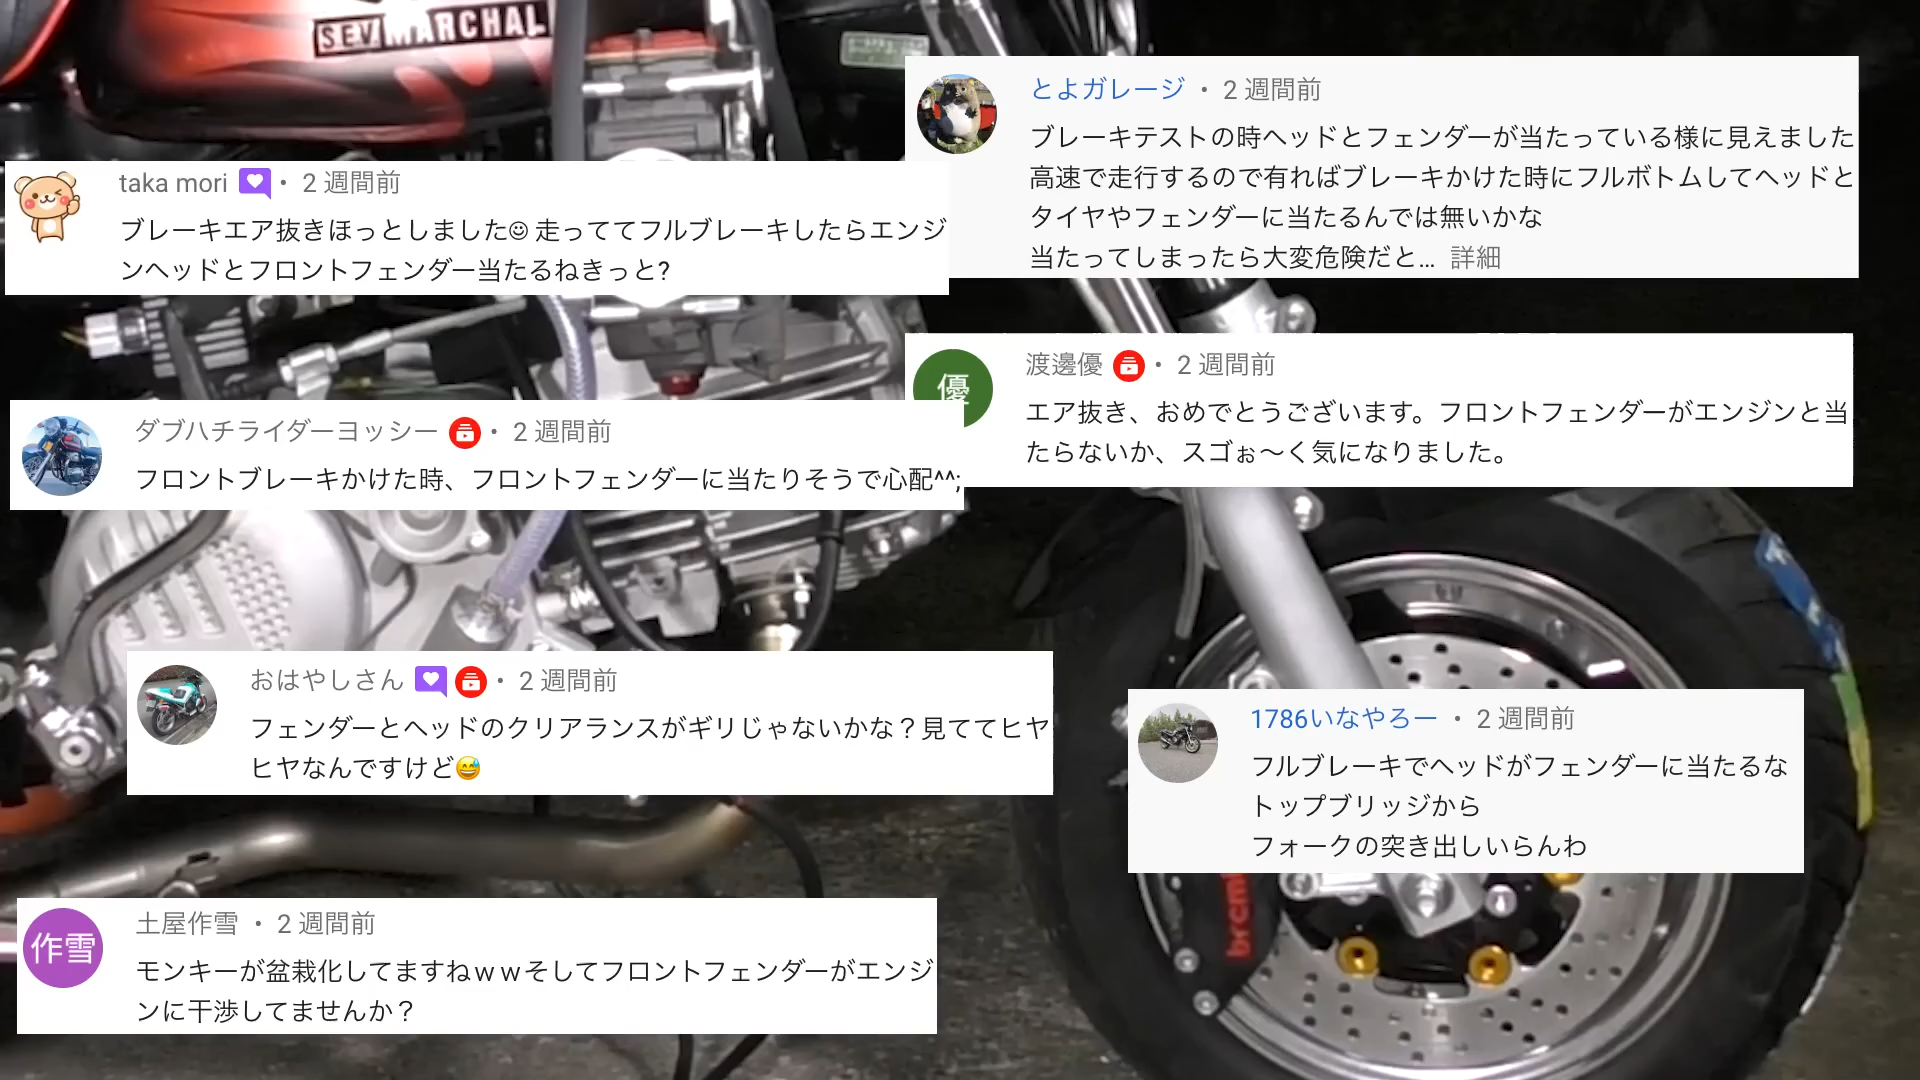 SEV MARCHAL
とよガレージ ・ 2 週間前
ブレーキテストの時ヘッドとフェンダーが当たっている様に見えました
高速で走行するので有ればブレーキかけた時にフルボトムしてヘッドと
タイヤやフェンダーに当たるんでは無いかな
当たってしまったら大変危険だと... 詳細
taka mori ・ 2 週間前
ブレーキエア抜きほっとしました☺走っててフルブレーキしたらエンジ
ンヘッドとフロントフェンダー当たるねきっと?
優
渡邊優 ・ 2 週間前
エア抜き、おめでとうございます。フロントフェンダーがエンジンと当
たらないか、スゴぉ〜く気になりました。
ダブハチライダーヨッシー ・ 2 週間前
フロントブレーキかけた時、フロントフェンダーに当たりそうで心配^^;
おはやしさん ・ 2 週間前
フェンダーとヘッドのクリアランスがギリじゃないかな？見ててヒヤ
ヒヤなんですけど😅
1786いなやろー ・ 2 週間前
フルブレーキでヘッドがフェンダーに当たるな
トップブリッジから
フォークの突き出しいらんわ
作雪
土屋作雪 ・ 2 週間前
モンキーが盆栽化してますねｗｗそしてフロントフェンダーがエンジ
ンに干渉してませんか？